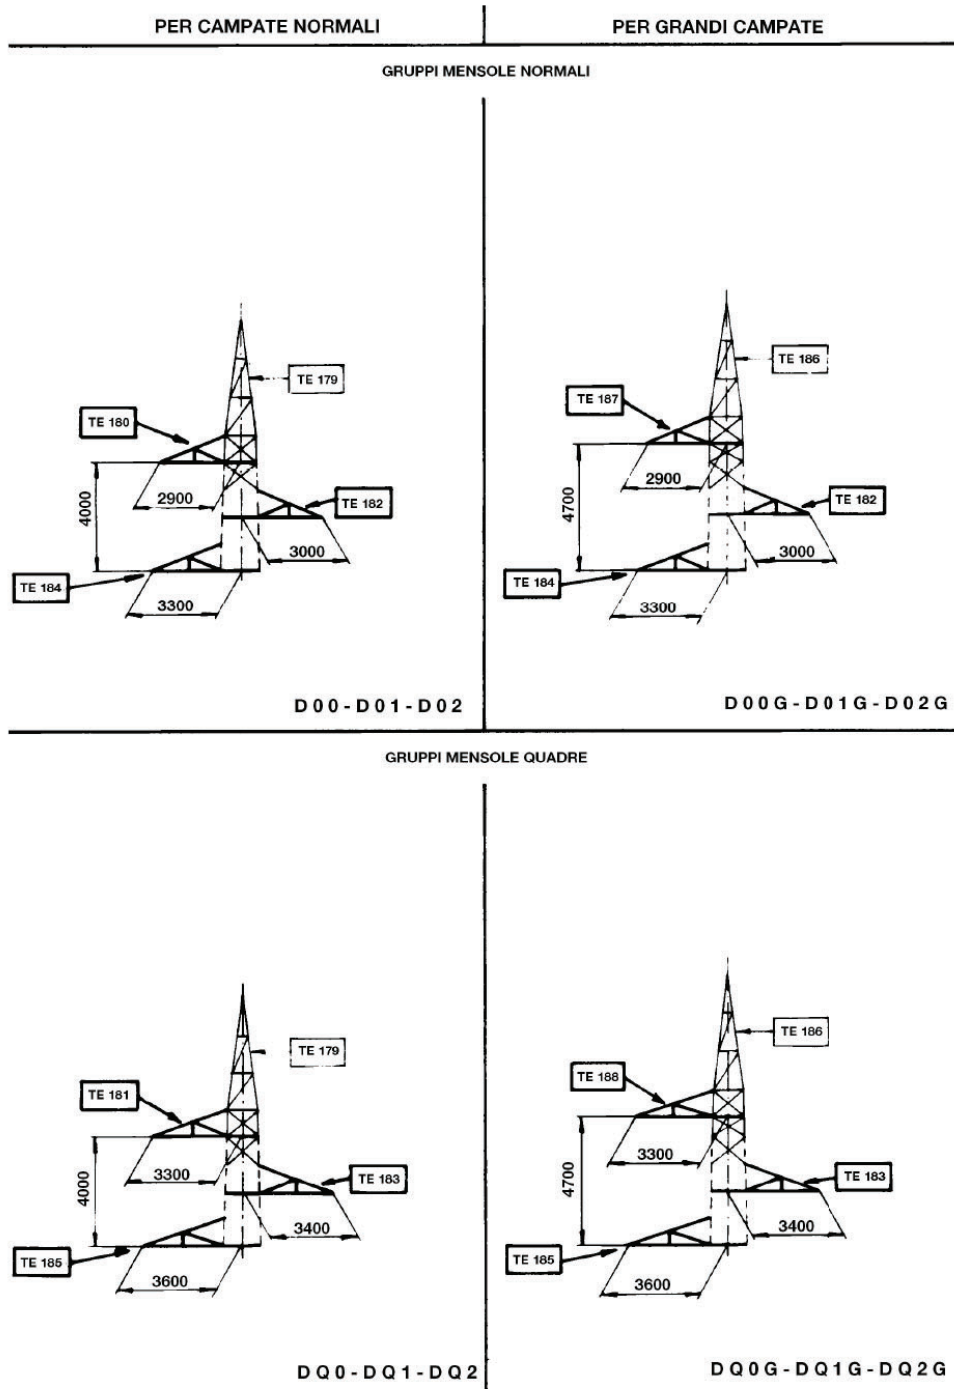 PER CAMPATE NORMALI
PER GRANDI CAMPATE
GRUPPI MENSOLE NORMALI
TE 179
TE 180
4000
2900
TE 182
3000
TE 184
3300
D00-D01-D02
TE 186
TE 187
4700
2900
TE 182
3000
TE 184
3300
D00G-D01G-D02G
GRUPPI MENSOLE QUADRE
TE 179
TE 181
4000
3300
TE 183
3400
TE 185
3600
DQ0-DQ1-DQ2
TE 186
TE 188
4700
3300
TE 183
3400
TE 185
3600
DQ0G-DQ1G-DQ2G